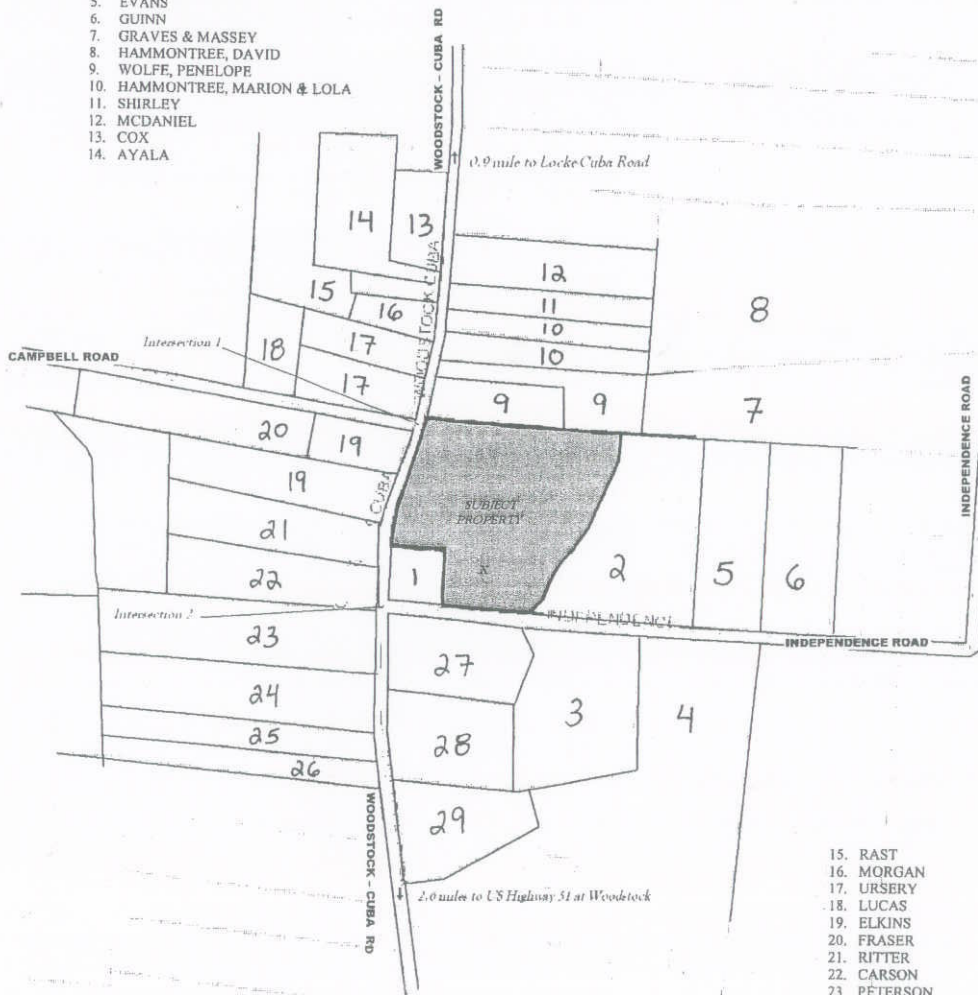 5. EVANS
6. GUINN
7. GRAVES & MASSEY
8. HAMMONTREE, DAVID
9. WOLFE, PENELOPE
10. HAMMONTREE, MARION & LOLA
11. SHIRLEY
12. MCDANIEL
13. COX
14. AYALA
WOODSTOCK - CUBA RD
0.9 mile to Locke Cuba Road
14
13
WOODSTOCK CUBA
12
15
11
16
10
8
Intersection 1
17
10
18
CAMPBELL ROAD
17
9
9
7
INDEPENDENCE ROAD
20
19
19
CUBA
SUBJECT
PROPERTY
21
22
1
X
2
5
6
Intersection 2
INDEPENDENCE
INDEPENDENCE ROAD
23
27
24
3
4
25
28
26
WOODSTOCK - CUBA RD
29
2.6 miles to US Highway 51 at Woodstock
15. RAST
16. MORGAN
17. URSERY
18. LUCAS
19. ELKINS
20. FRASER
21. RITTER
22. CARSON
23. PETERSON